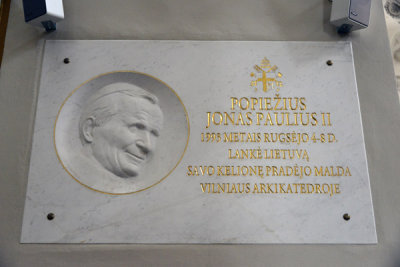 POPIEŽIUS
JONAS PAULIUS II
1993 METAIS RUGSĖJO 4-8 D.
LANKĖ LIETUVĄ
SAVO KELIONĘ PRADĖJO MALDA
VILNIAUS ARKIKATEDROJE